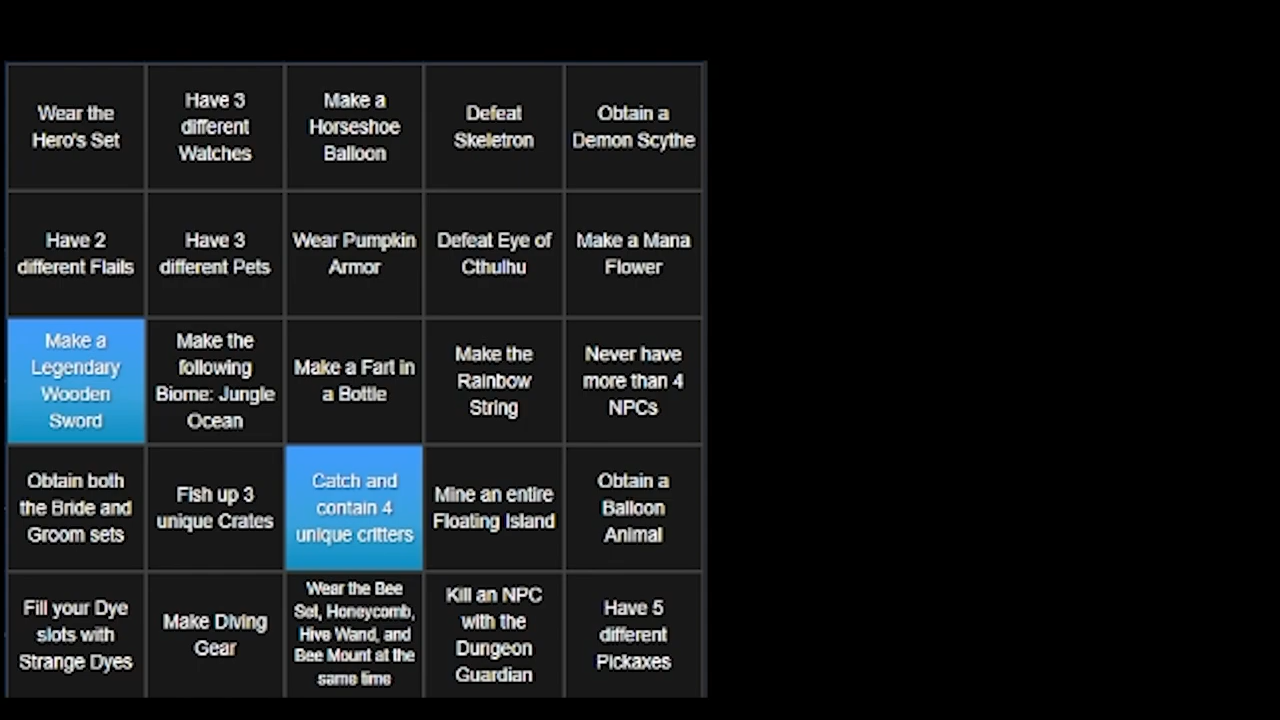 Wear the
Hero's Set
Have 3
different
Watches
Make a
Horseshoe
Balloon
Defeat
Skeletron
Obtain a
Demon Scythe
Have 2
different Flails
Have 3
different Pets
Wear Pumpkin
Armor
Defeat Eye of
Cthulhu
Make a Mana
Flower
Make a
Legendary
Wooden
Sword
Make the
following
Biome: Jungle
Ocean
Make a Fart in
a Bottle
Make the
Rainbow
String
Never have
more than 4
NPCs
Obtain both
the Bride and
Groom sets
Fish up 3
unique Crates
Catch and
contain 4
unique critters
Mine an entire
Floating Island
Obtain a
Balloon
Animal
Fill your Dye
slots with
Strange Dyes
Make Diving
Gear
Wear the Bee
Set, Honeycomb,
Hive Wand, and
Bee Mount at the
same time
Kill an NPC
with the
Dungeon
Guardian
Have 5
different
Pickaxes